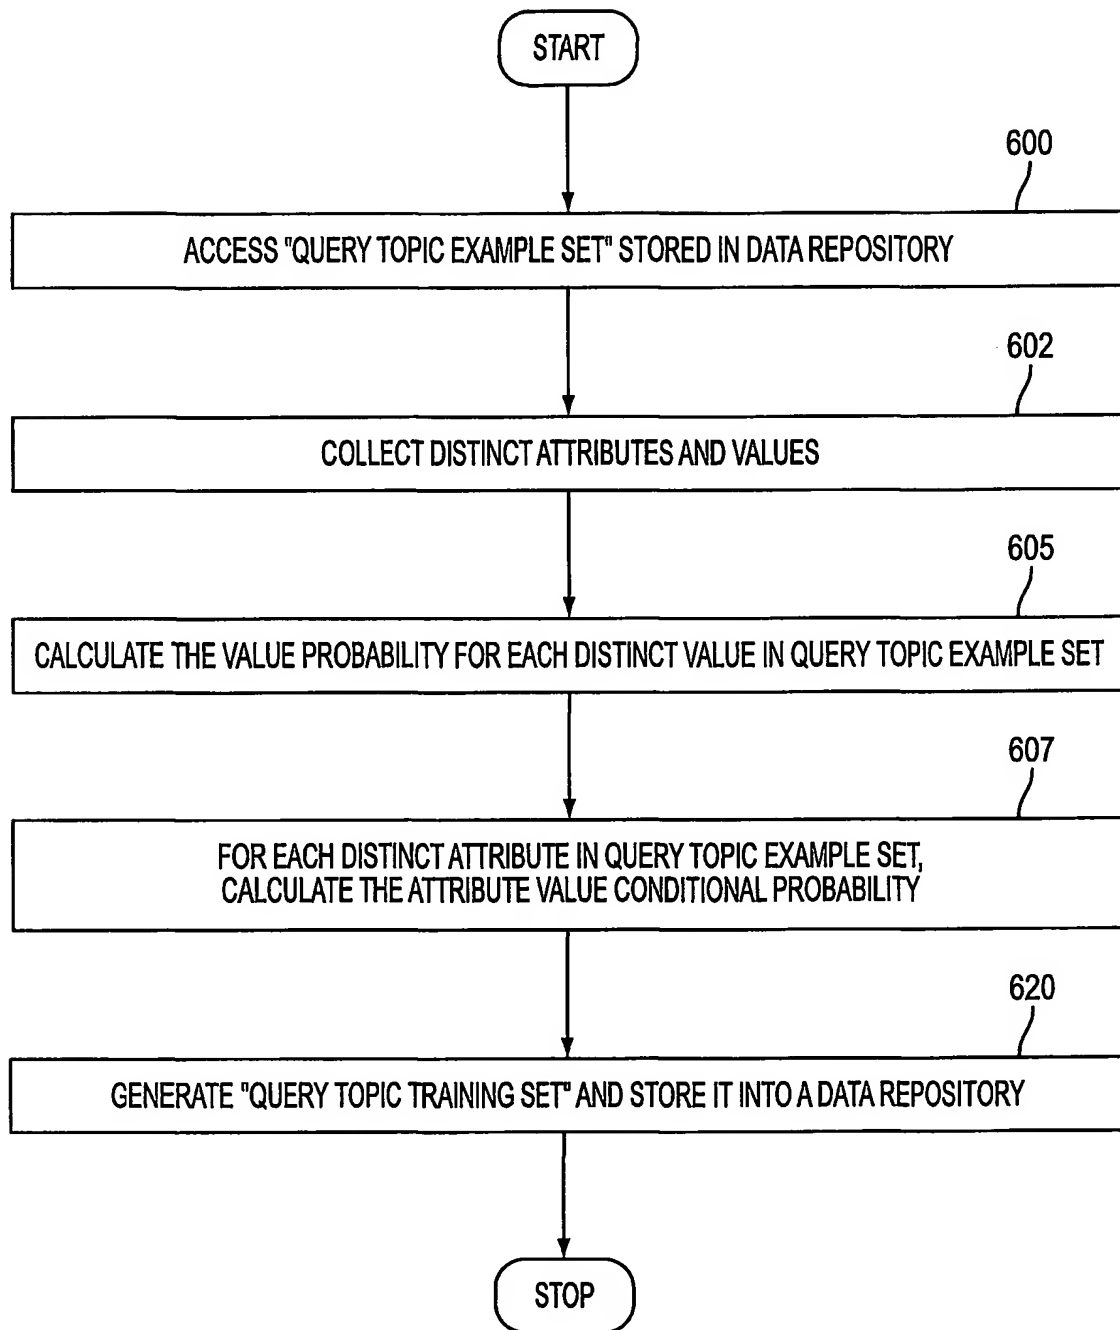 START
600
ACCESS "QUERY TOPIC EXAMPLE SET" STORED IN DATA REPOSITORY
602
COLLECT DISTINCT ATTRIBUTES AND VALUES
605
CALCULATE THE VALUE PROBABILITY FOR EACH DISTINCT VALUE IN QUERY TOPIC EXAMPLE SET
607
FOR EACH DISTINCT ATTRIBUTE IN QUERY TOPIC EXAMPLE SET,
CALCULATE THE ATTRIBUTE VALUE CONDITIONAL PROBABILITY
620
GENERATE "QUERY TOPIC TRAINING SET" AND STORE IT INTO A DATA REPOSITORY
STOP